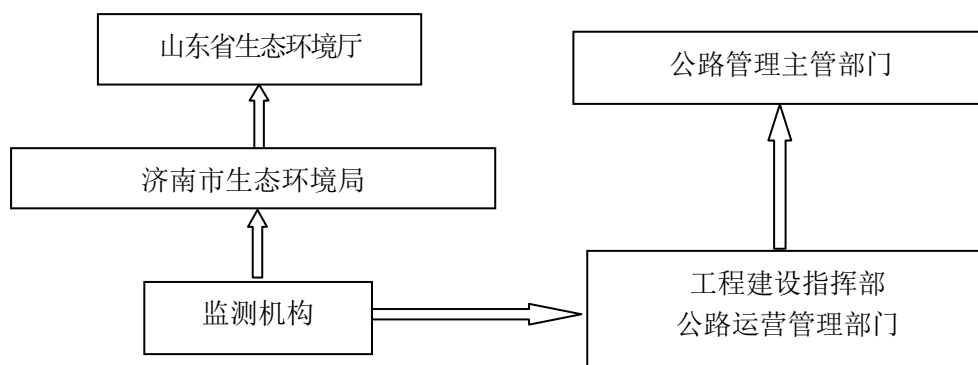 山东省生态环境厅
公路管理主管部门
济南市生态环境局
监测机构
工程建设指挥部
公路运营管理部门